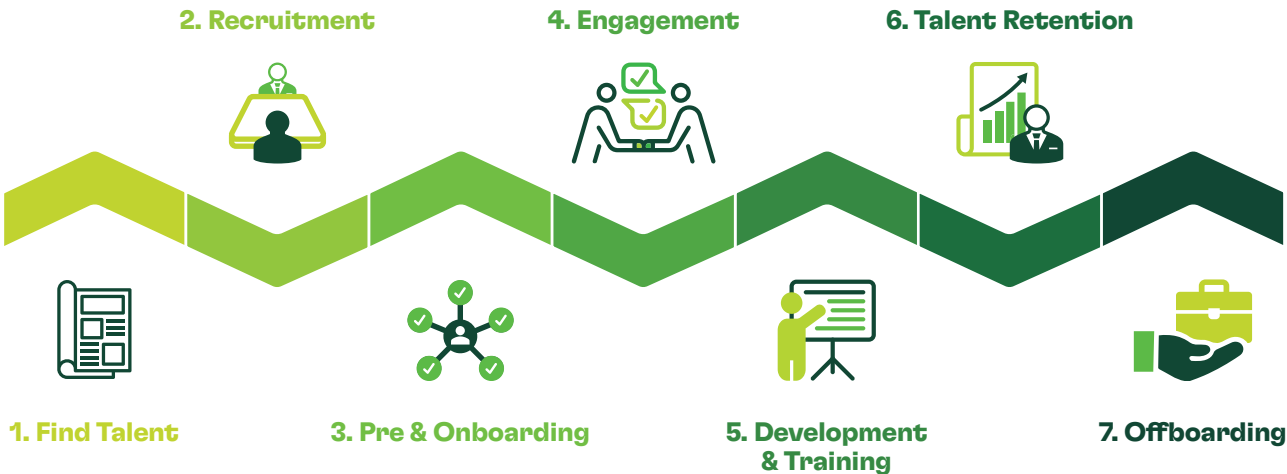 2. Recruitment
4. Engagement
6. Talent Retention
1. Find Talent
3. Pre & Onboarding
5. Development
& Training
7. Offboarding